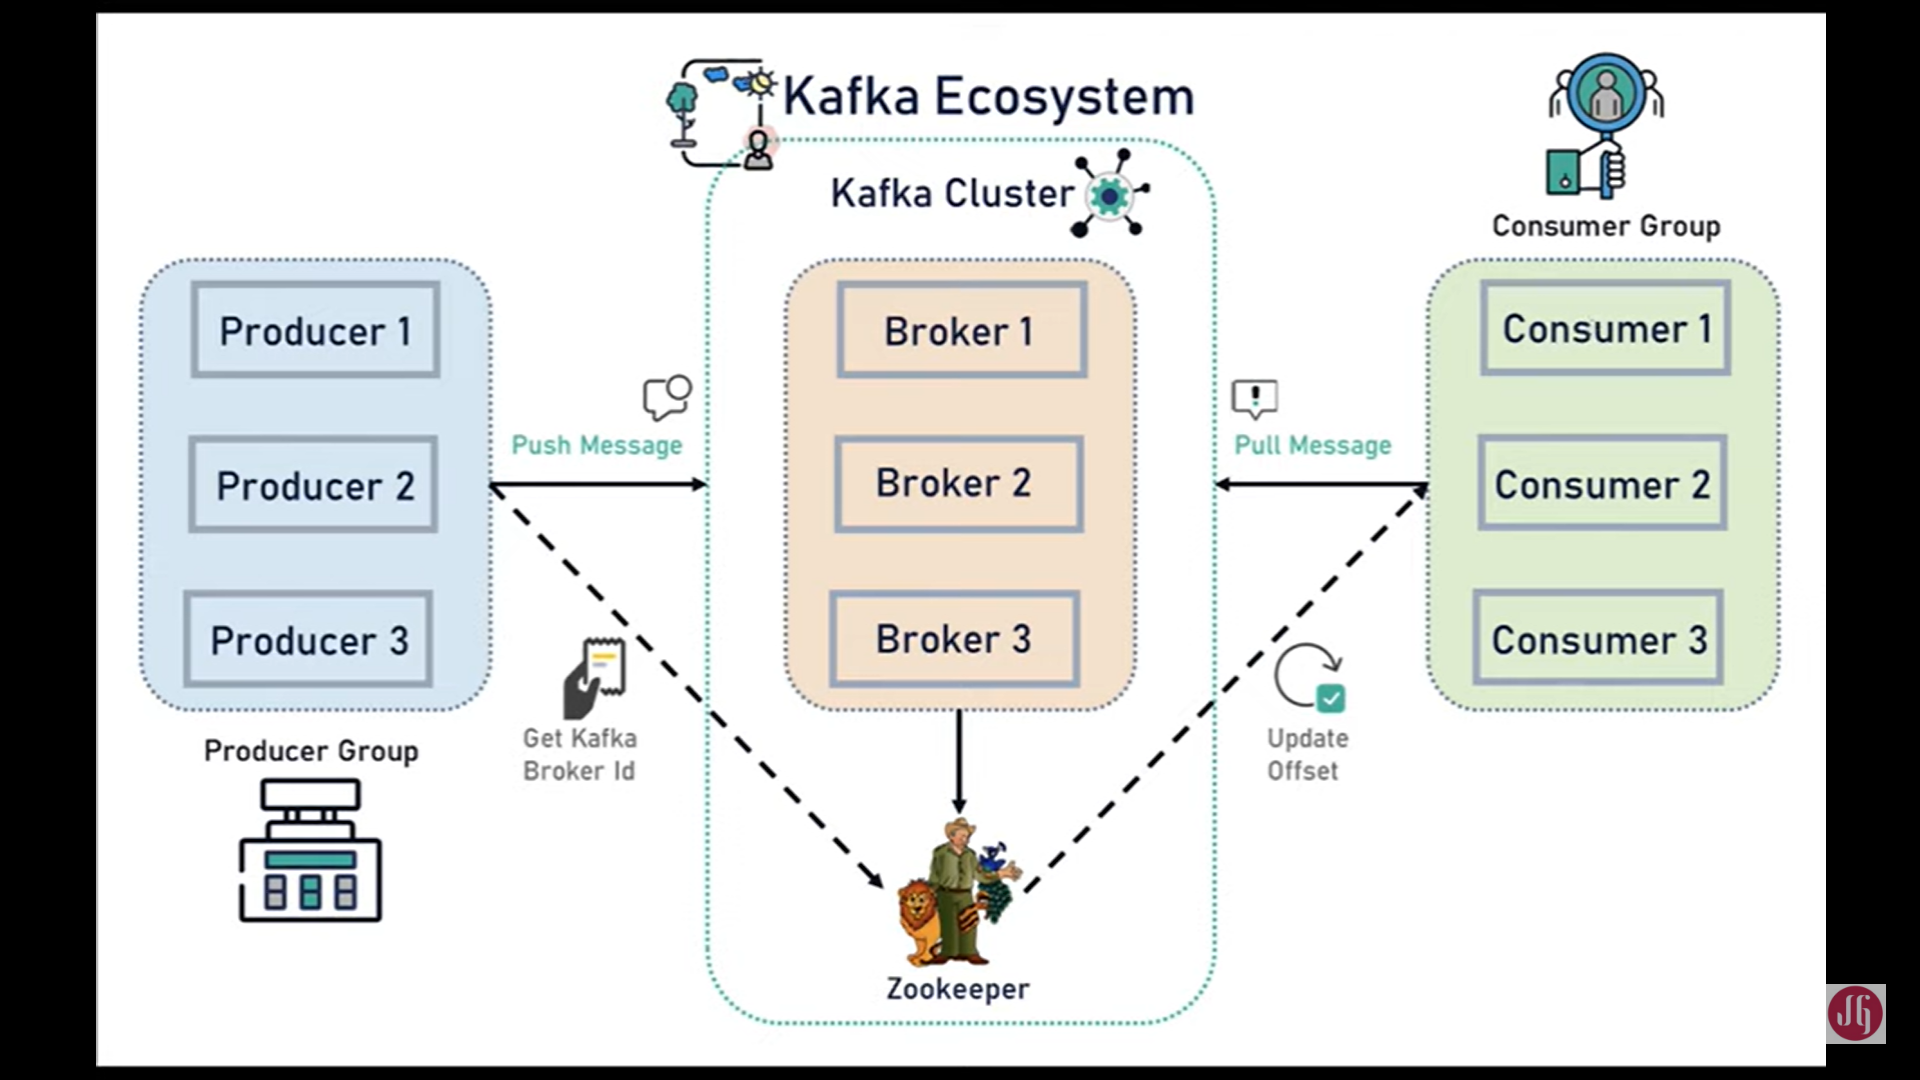 Kafka Ecosystem
Kafka Cluster
Consumer Group
Producer 1
Producer 2
Producer 3
Producer Group
Push Message
Get Kafka
Broker Id
Broker 1
Broker 2
Broker 3
Zookeeper
Pull Message
Update
Offset
Consumer 1
Consumer 2
Consumer 3